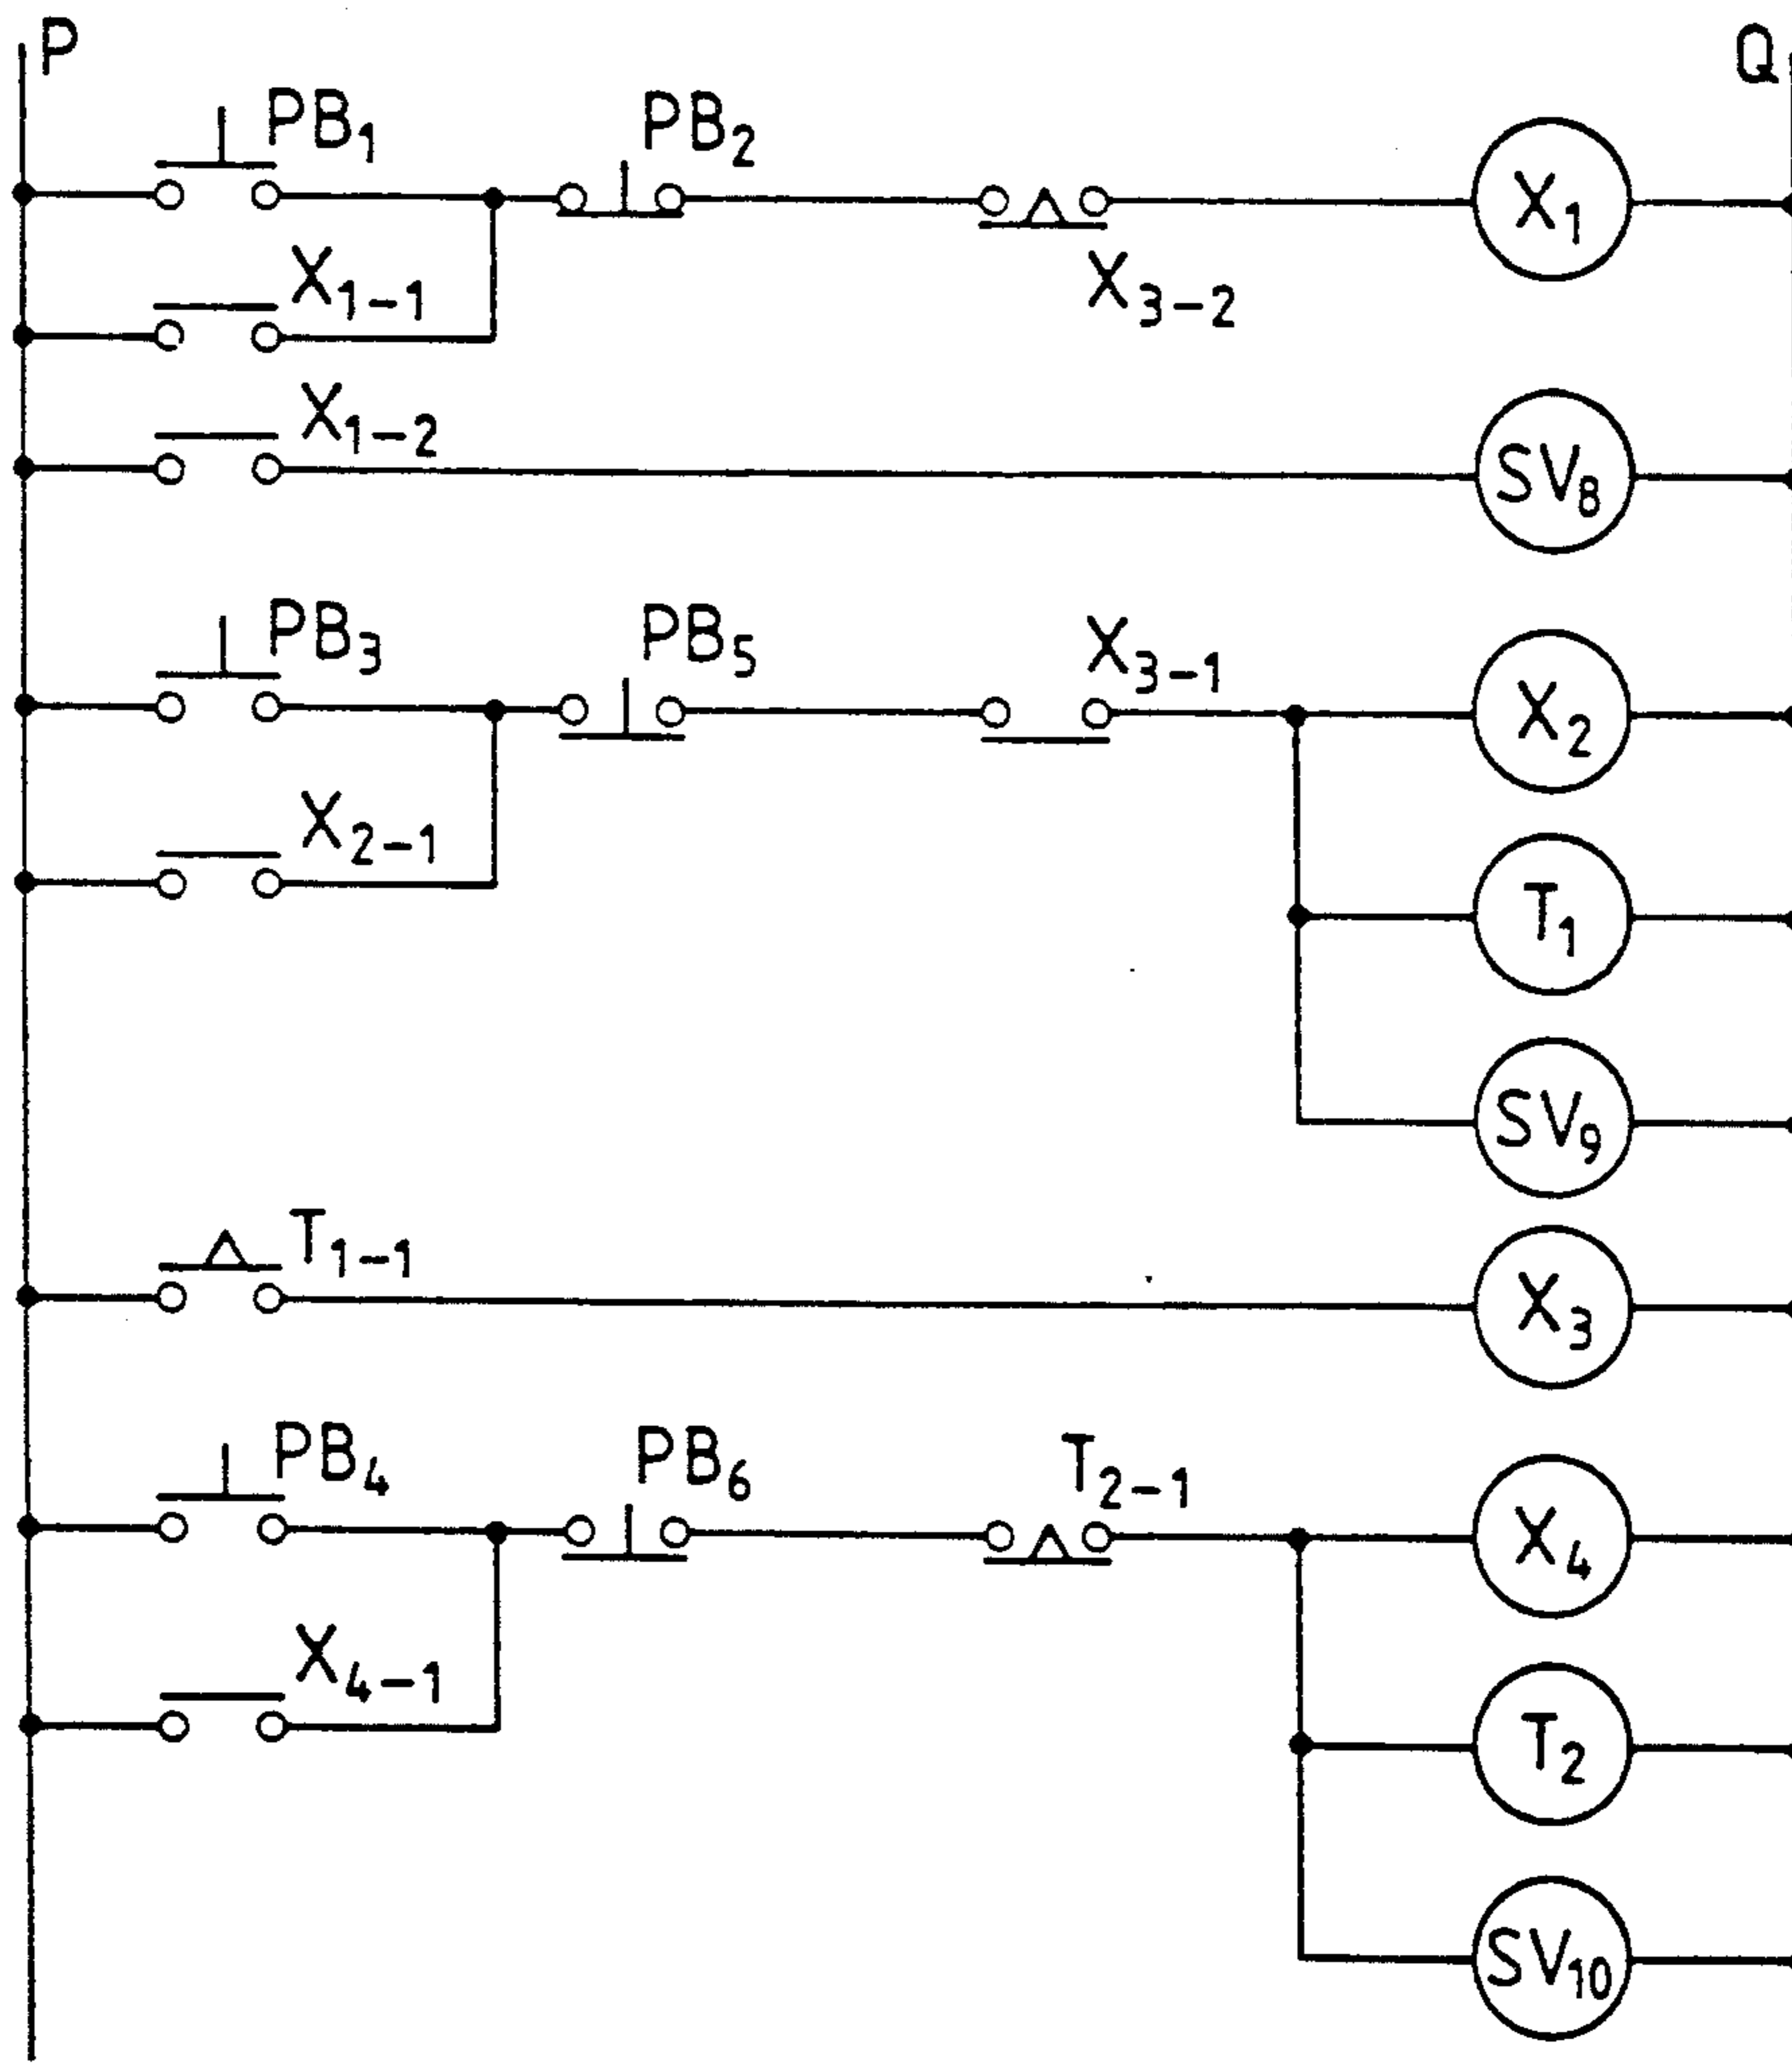 P
Q
PB1
PB2
X1
X1-1
X3-2
X1-2
SV8
PB3
PB5
X3-1
X2
X2-1
T1
SV9
T1-1
X3
PB4
PB6
T2-1
X4
X4-1
T2
SV10